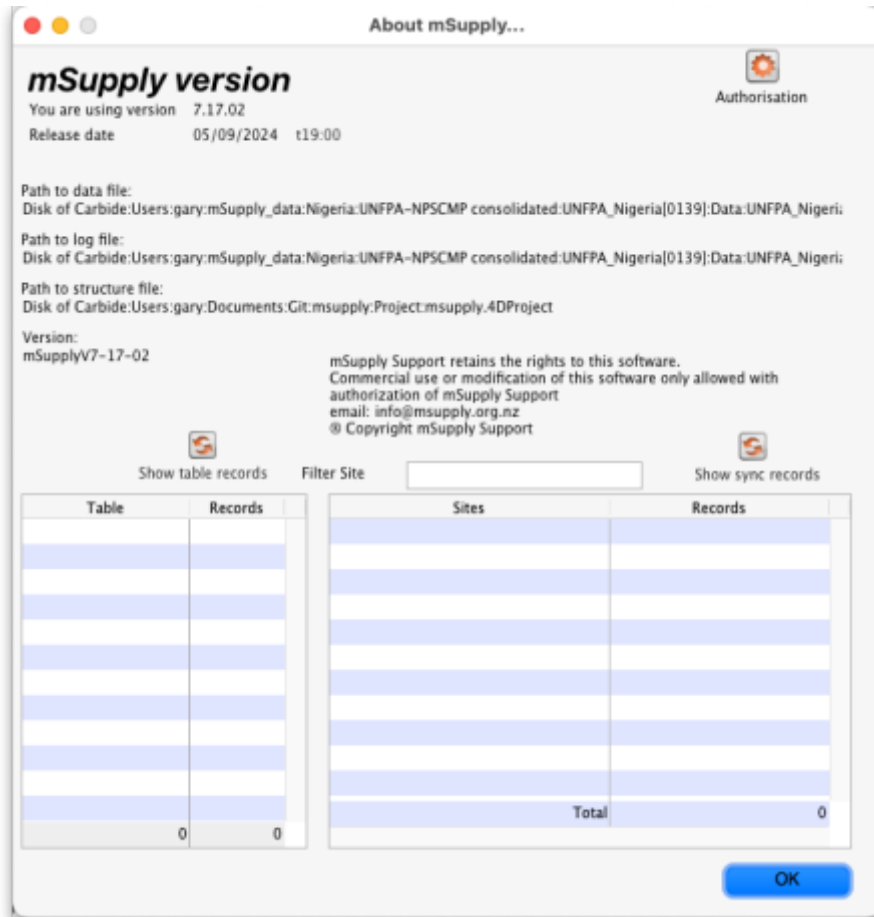 About mSupply...
mSupply version
Authorisation
You are using version 7.17.02
Release date 05/09/2024 t19:00
Path to data file:
Disk of Carbide:Users:gary:mSupply_data:Nigeria:UNFPA-NPSCMP consolidated:UNFPA_Nigeria[0139]:Data:UNFPA_Nigeria
Path to log file:
Disk of Carbide:Users:gary:mSupply_data:Nigeria:UNFPA-NPSCMP consolidated:UNFPA_Nigeria[0139]:Data:UNFPA_Nigeria
Path to structure file:
Disk of Carbide:Users:gary:Documents:Git:msupply:Project:msupply.4DProject
Version:
mSupplyV7-17-02
mSupply Support retains the rights to this software.
Commercial use or modification of this software only allowed with
authorization of mSupply Support
email: info@msupply.org.nz
® Copyright mSupply Support
Show table records Filter Site Show sync records
Table Records Sites Records
Total 0
0 0
OK